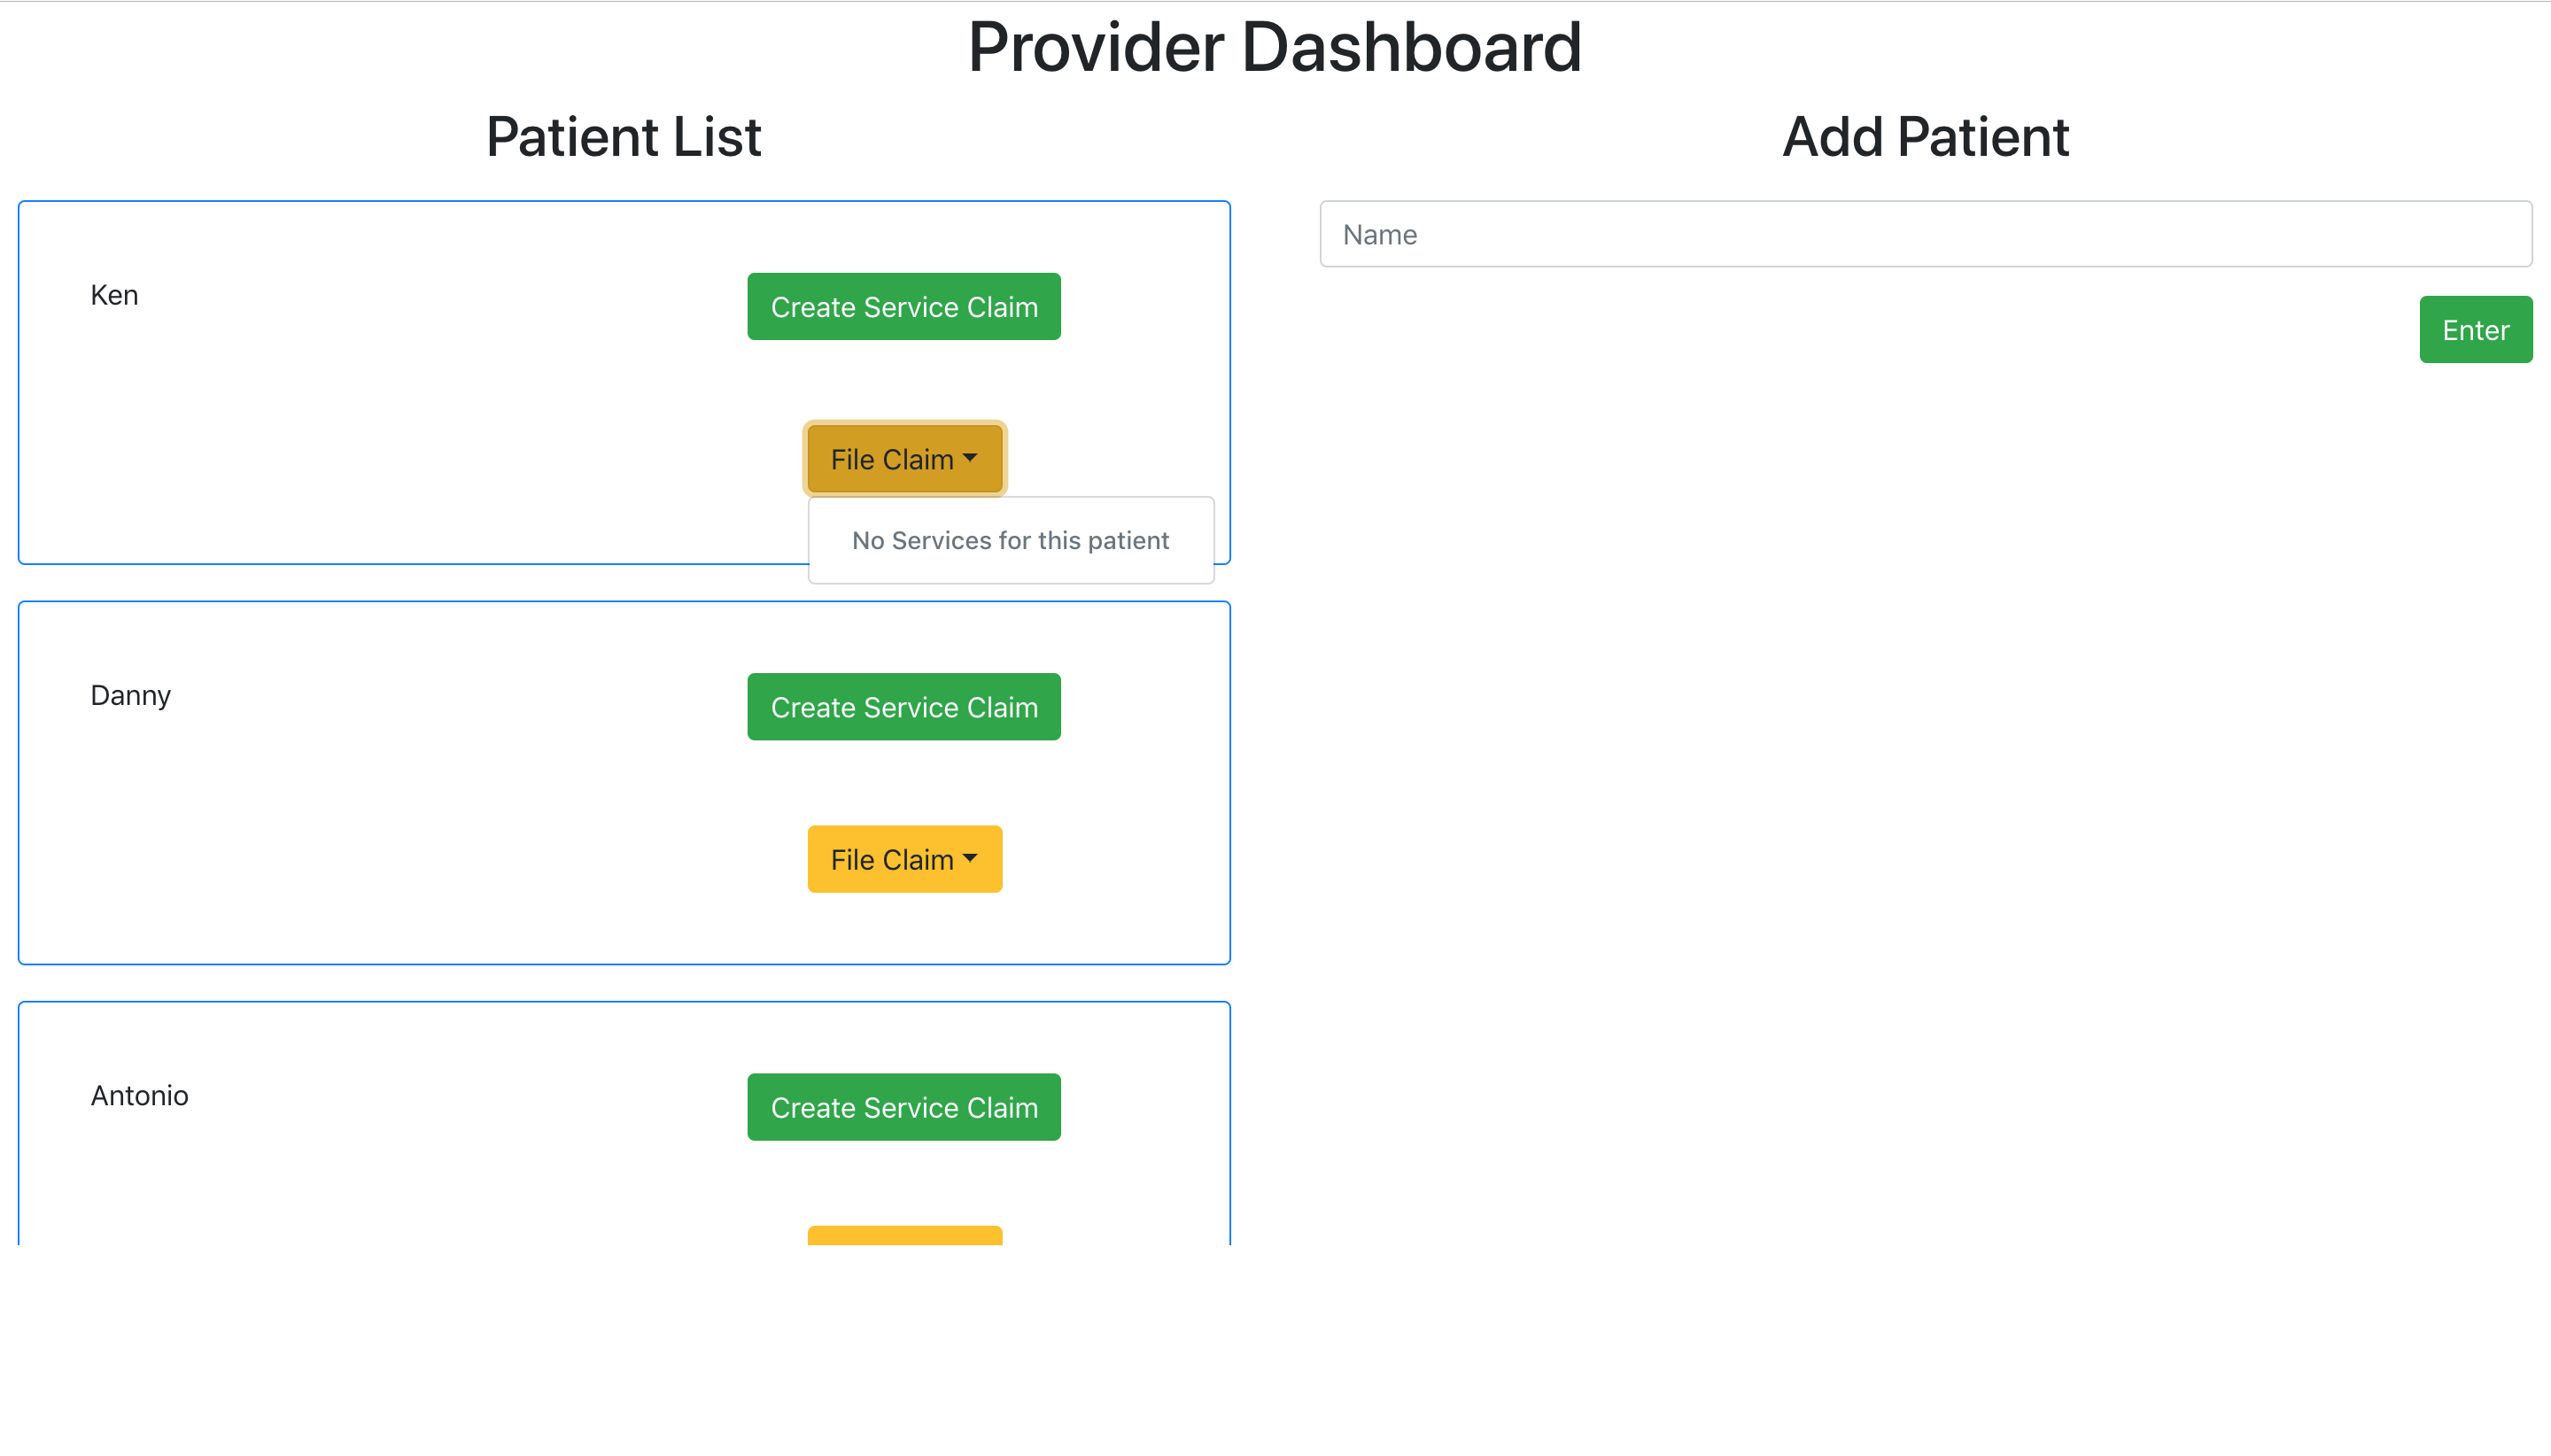 Provider Dashboard
Patient List
Ken
Create Service Claim
File Claim
No Services for this patient
Danny
Create Service Claim
File Claim
Antonio
Create Service Claim
Add Patient
Name
Enter